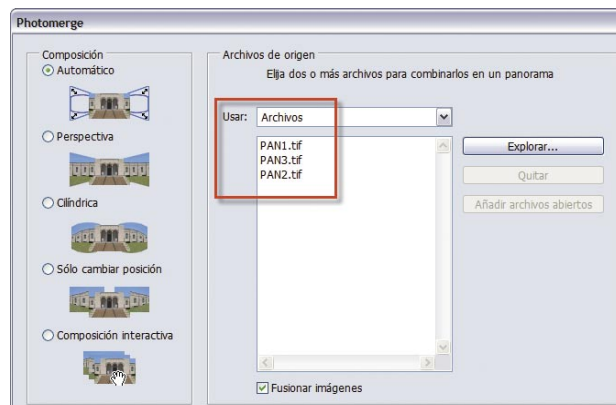 Photomerge
Composición
Automático
Perspectiva
Cilíndrica
Sólo cambiar posición
Composición interactiva
Archivos de origen
Elija dos o más archivos para combinarlos en un panorama
Usar: Archivos
PAN1.tif
PAN3.tif
PAN2.tif
Explorar...
Quitar
Añadir archivos abiertos
Fusionar imágenes